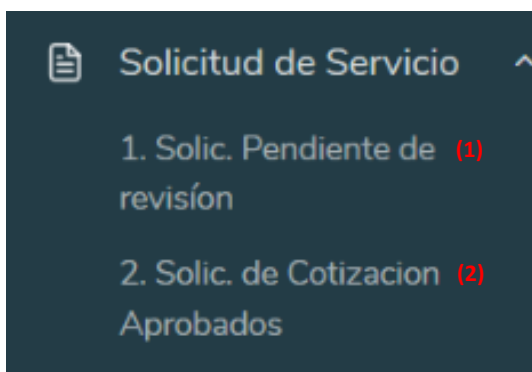 Solicitud de Servicio
1. Solic. Pendiente de (1)
revisíon
2. Solic. de Cotizacion (2)
Aprobados